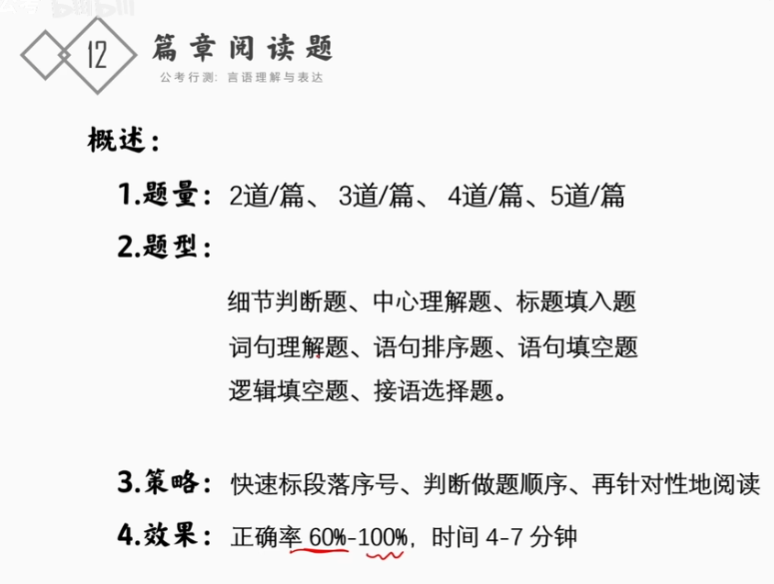 12
篇章阅读题
公考行测: 言语理解与表达
概述：
1.题量：2道/篇、 3道/篇、 4道/篇、5道/篇
2.题型：
细节判断题、中心理解题、标题填入题
词句理解题、语句排序题、语句填空题
逻辑填空题、接语选择题。
3.策略：快速标段落序号、判断做题顺序、再针对性地阅读
4.效果：正确率 60%-100%，时间 4-7 分钟